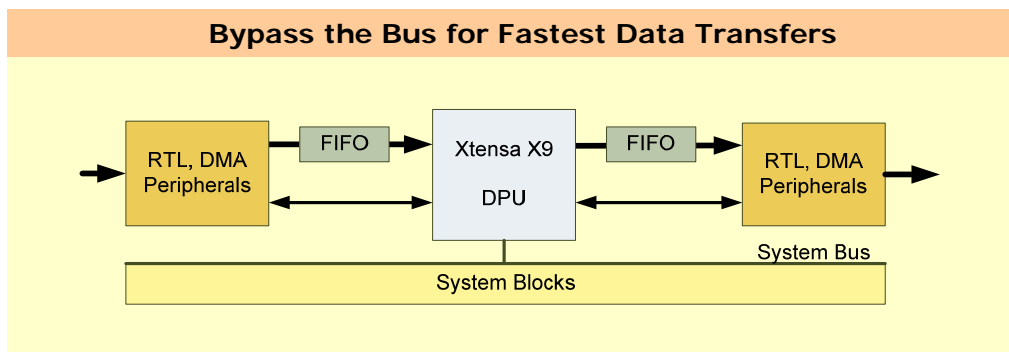 Bypass the Bus for Fastest Data Transfers
RTL, DMA
Peripherals
FIFO
Xtensa X9
DPU
FIFO
RTL, DMA
Peripherals
System Bus
System Blocks